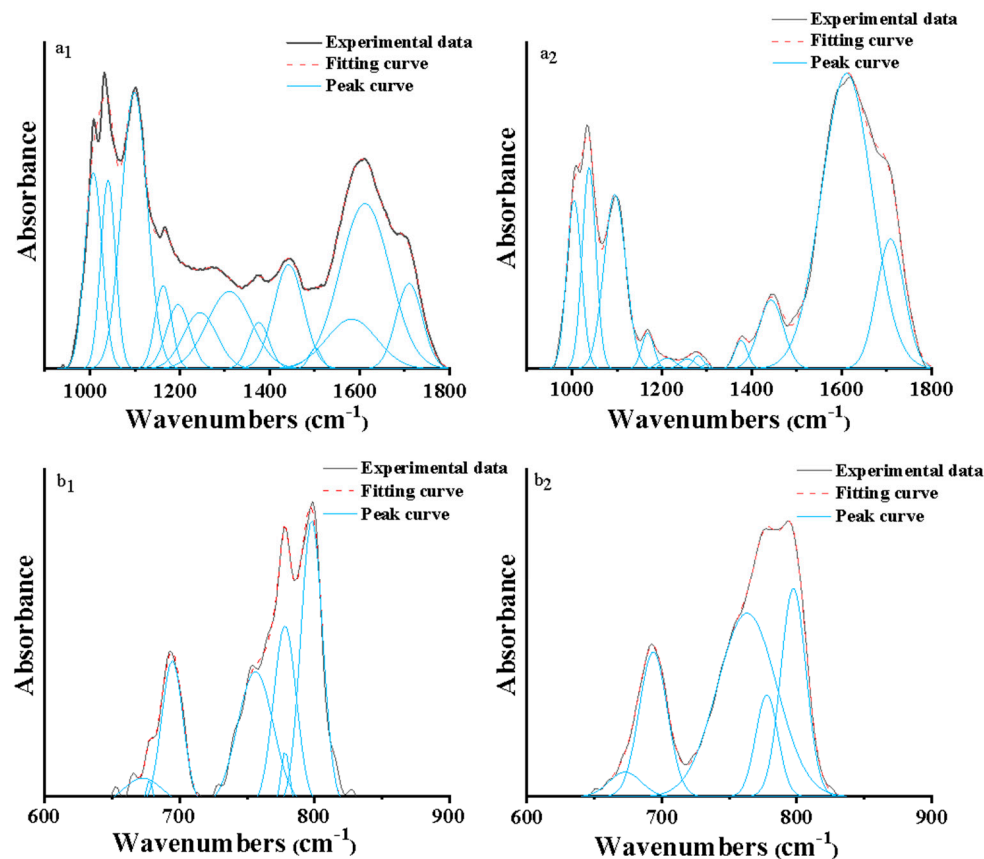 a1
Experimental data
Fitting curve
Peak curve
Absorbance
1000 1200 1400 1600 1800
Wavenumbers (cm-1)
a2
Experimental data
Fitting curve
Peak curve
Absorbance
1000 1200 1400 1600 1800
Wavenumbers (cm-1)
b1
Experimental data
Fitting curve
Peak curve
Absorbance
600 700 800 900
Wavenumbers (cm-1)
b2
Experimental data
Fitting curve
Peak curve
Absorbance
600 700 800 900
Wavenumbers (cm-1)